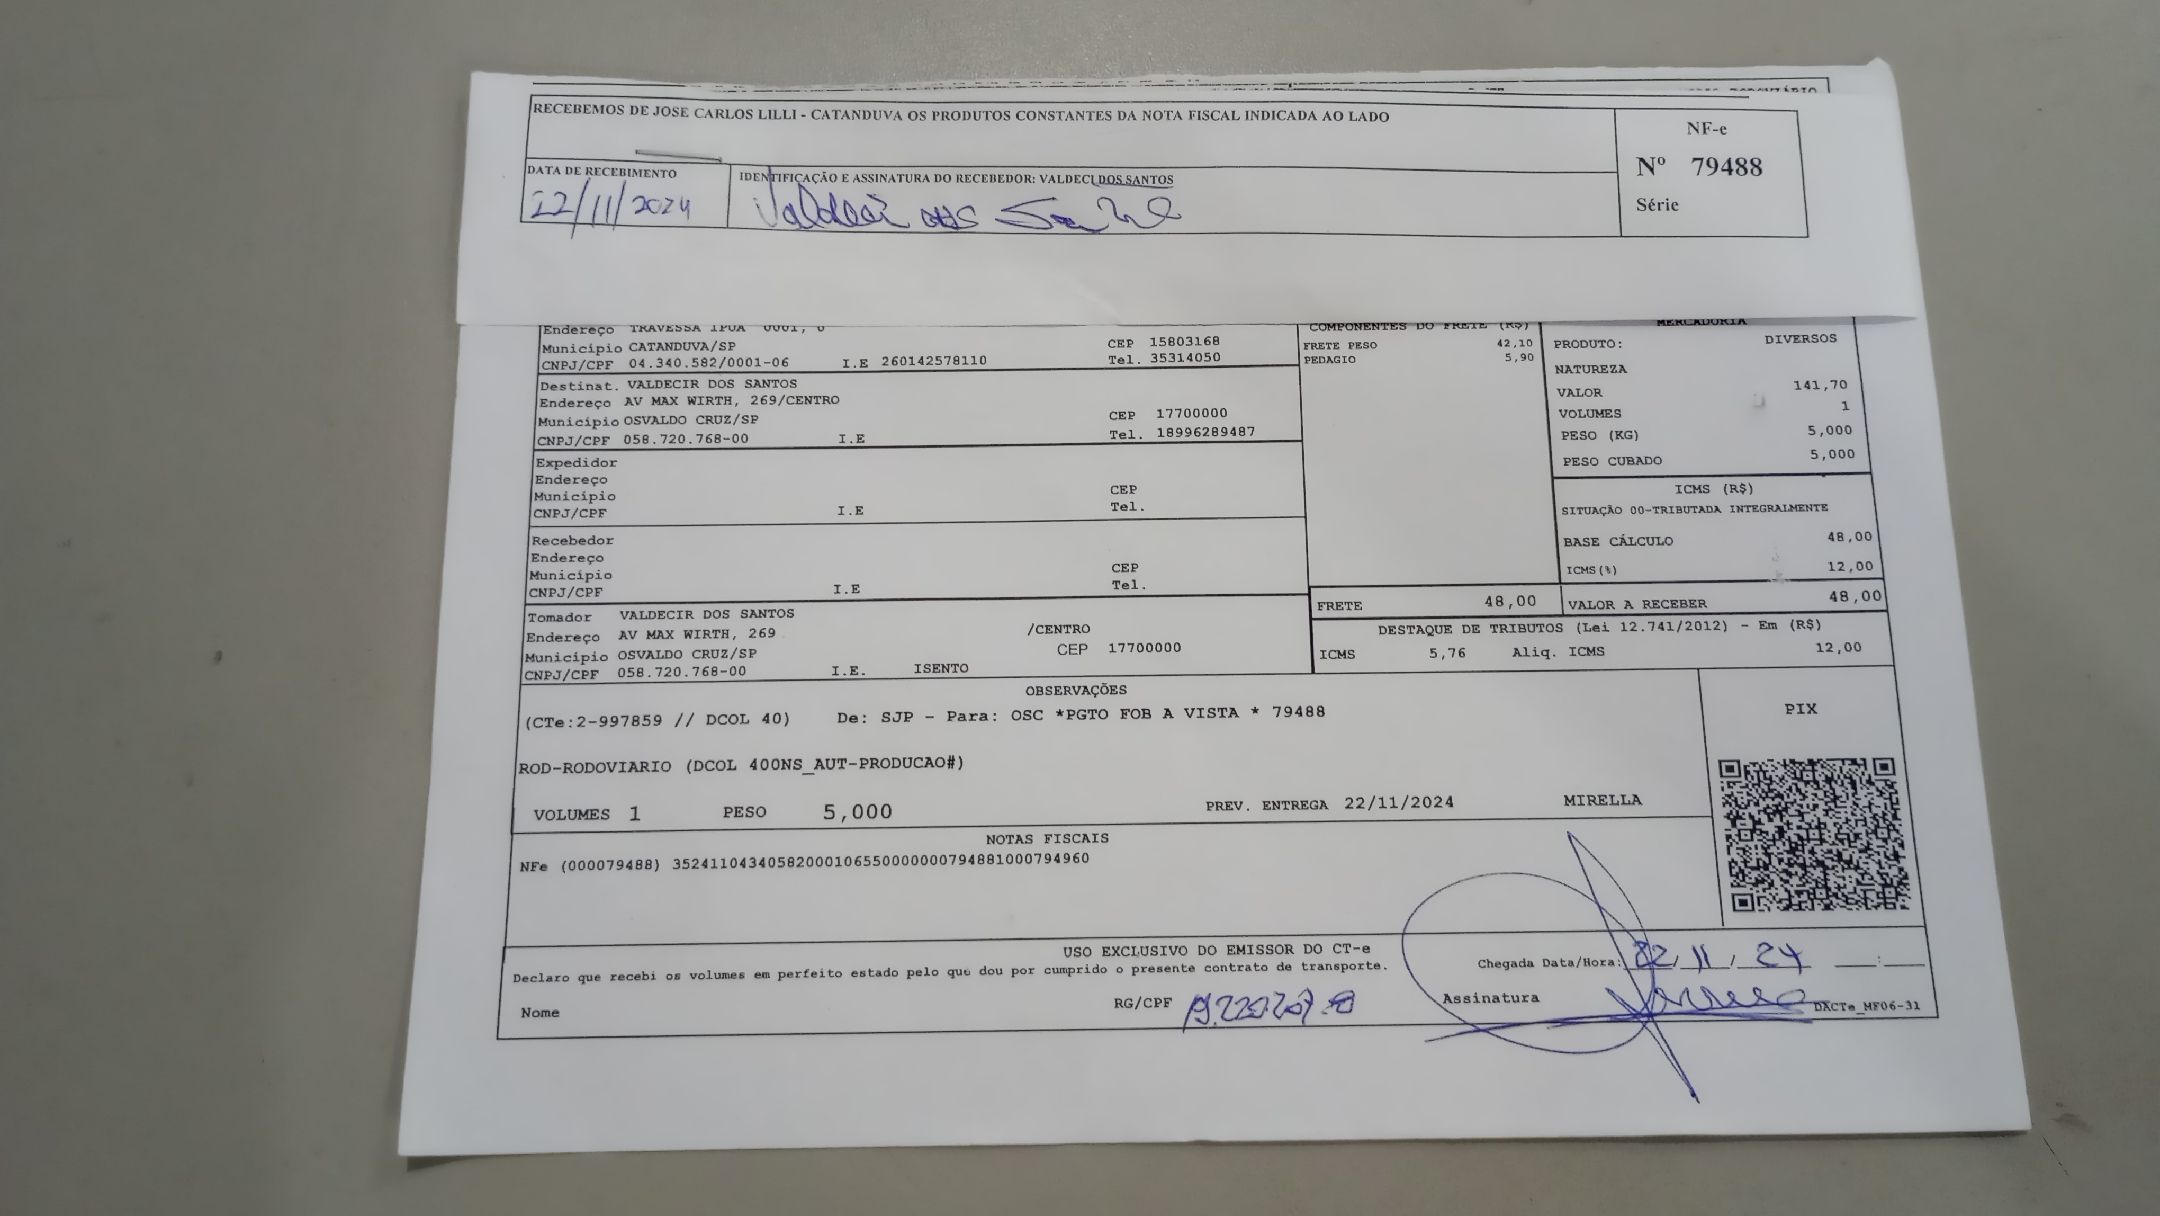 RECEBEMOS DE JOSE CARLOS LILLI - CATANDUVA OS PRODUTOS CONSTANTES DA NOTA FISCAL INDICADA AO LADO
NF-e
Nº 79488
Série
DATA DE RECEBIMENTO
22/11/2024
IDENTIFICAÇÃO E ASSINATURA DO RECEBEDOR: VALDECI DOS SANTOS
Endereço TRAVESSA IPUA 0001, 0
Município CATANDUVA/SP CEP 15803168
CNPJ/CPF 04.340.582/0001-06 I.E 260142578110 Tel. 35314050
Destinat. VALDECIR DOS SANTOS
Endereço AV MAX WIRTH, 269/CENTRO
Município OSVALDO CRUZ/SP CEP 17700000
CNPJ/CPF 058.720.768-00 I.E Tel. 18996289487
Expedidor
Endereço
Município CEP
CNPJ/CPF I.E Tel.
Recebedor
Endereço
Município CEP
CNPJ/CPF I.E Tel.
Tomador VALDECIR DOS SANTOS
Endereço AV MAX WIRTH, 269 /CENTRO
Município OSVALDO CRUZ/SP CEP 17700000
CNPJ/CPF 058.720.768-00 I.E. ISENTO
COMPONENTES DO FRETE (R$)
FRETE PESO 42,10
PEDAGIO 5,90
MERCADORIA
PRODUTO: DIVERSOS
NATUREZA
VALOR 141,70
VOLUMES 1
PESO (KG) 5,000
PESO CUBADO 5,000
ICMS (R$)
SITUAÇÃO 00-TRIBUTADA INTEGRALMENTE
BASE CÁLCULO 48,00
ICMS(%) 12,00
FRETE 48,00 VALOR A RECEBER 48,00
DESTAQUE DE TRIBUTOS (Lei 12.741/2012) - Em (R$)
ICMS 5,76 Aliq. ICMS 12,00
OBSERVAÇÕES
(CTe:2-997859 // DCOL 40) De: SJP - Para: OSC *PGTO FOB A VISTA * 79488
ROD-RODOVIARIO (DCOL 400NS_AUT-PRODUCAO#)
VOLUMES 1 PESO 5,000 PREV. ENTREGA 22/11/2024 MIRELLA
PIX
NOTAS FISCAIS
NFe (000079488) 35241104340582000106550000000794881000794960
USO EXCLUSIVO DO EMISSOR DO CT-e
Declaro que recebi os volumes em perfeito estado pelo que dou por cumprido o presente contrato de transporte.
Chegada Data/Hora: 22/11/24 :
Nome RG/CPF Assinatura DACTe_MF06-31